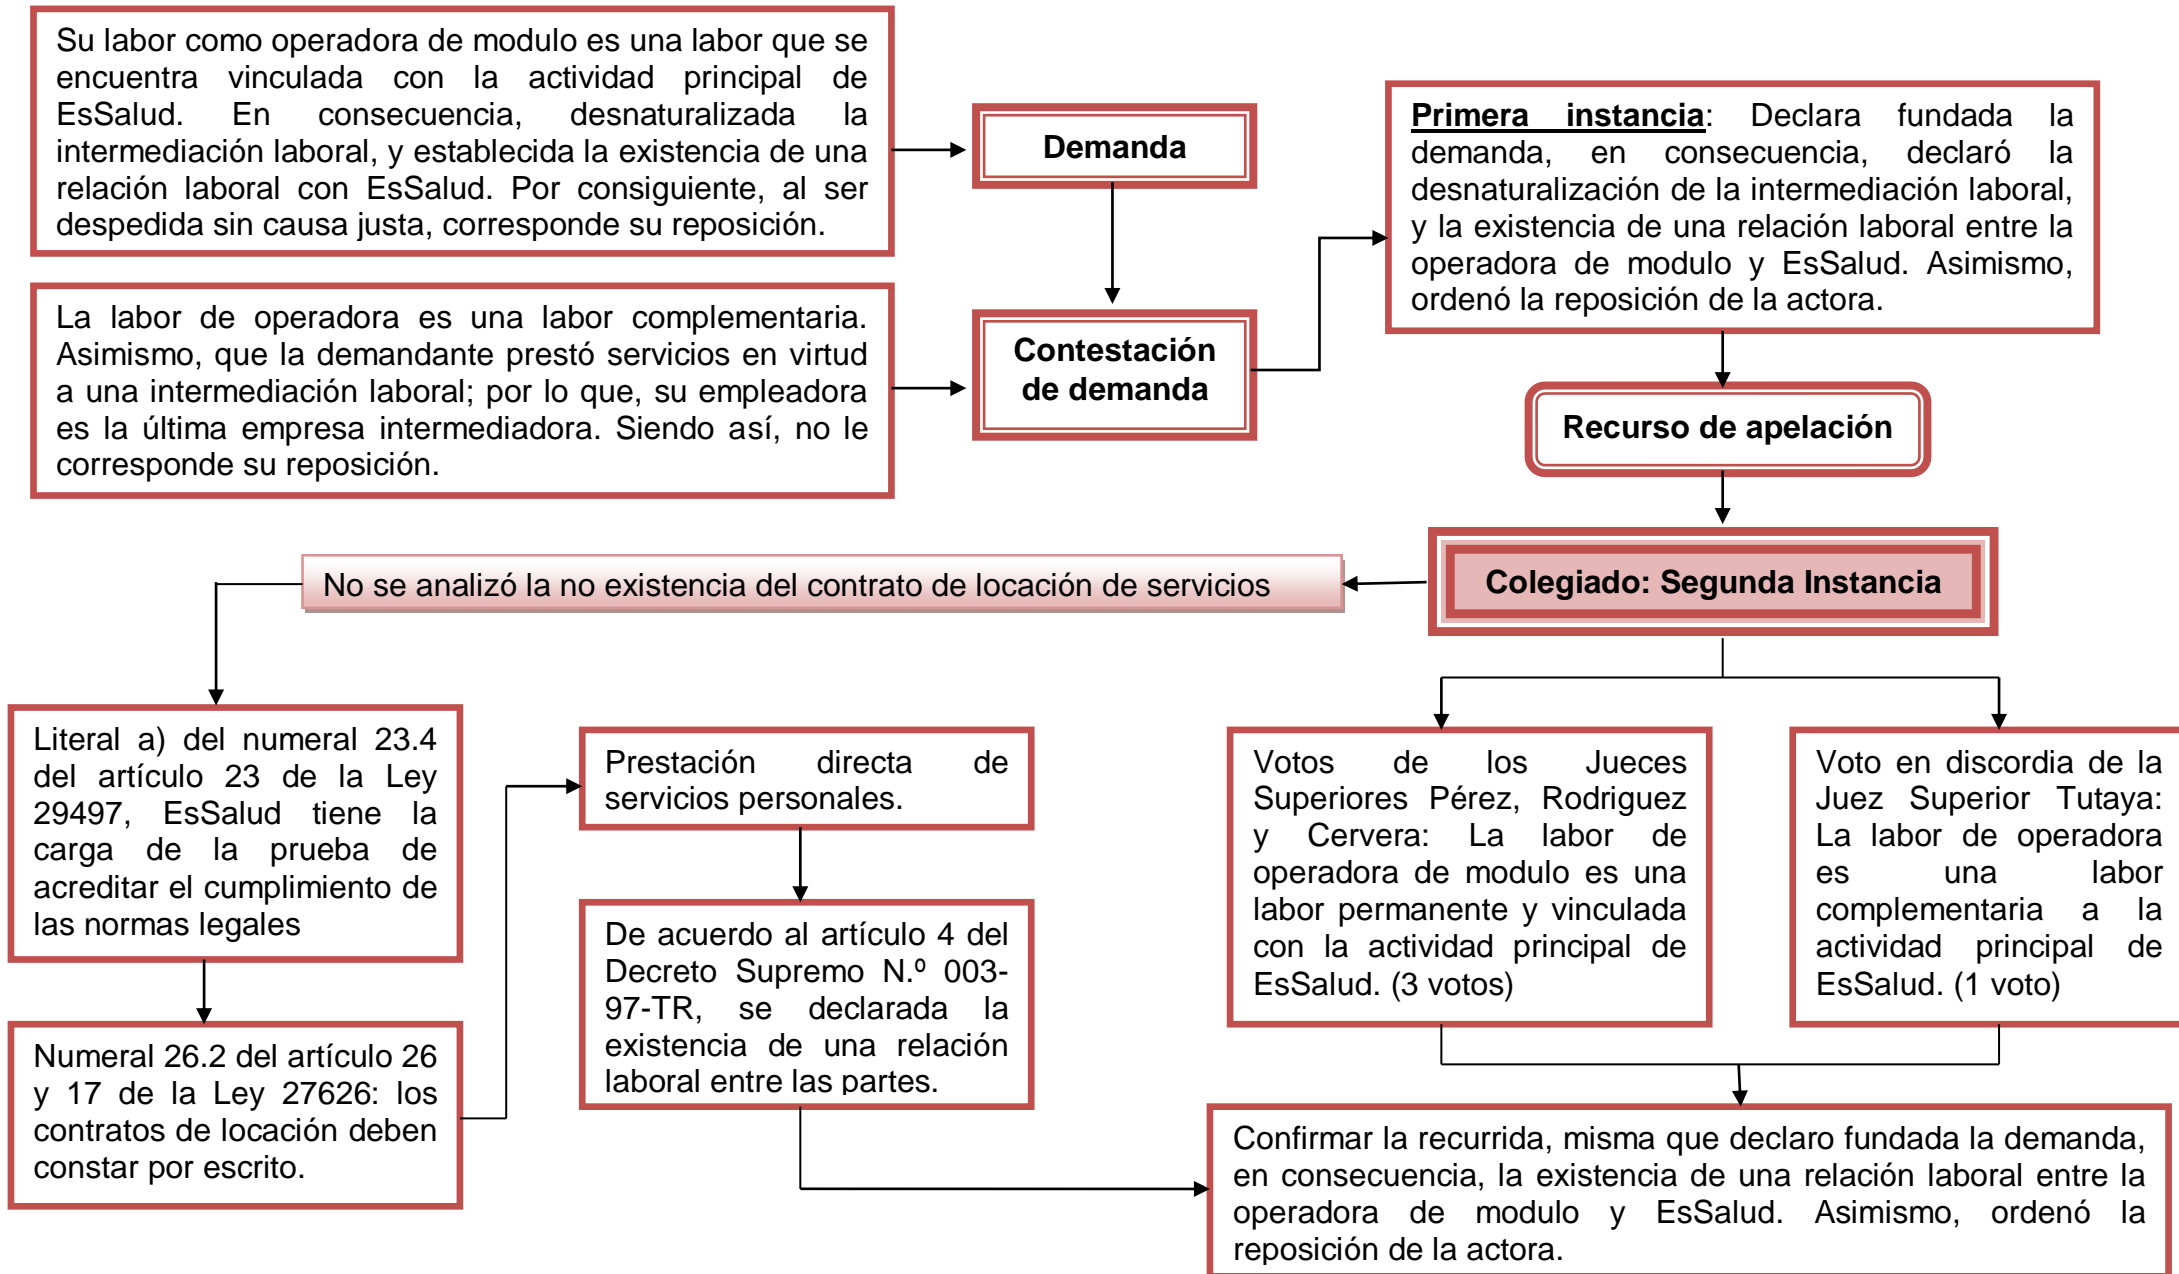 Su labor como operadora de modulo es una labor que se
encuentra vinculada con la actividad principal de
EsSalud. En consecuencia, desnaturalizada la
intermediación laboral, y establecida la existencia de una
relación laboral con EsSalud. Por consiguiente, al ser
despedida sin causa justa, corresponde su reposición.
Demanda
La labor de operadora es una labor complementaria.
Asimismo, que la demandante prestó servicios en virtud
a una intermediación laboral; por lo que, su empleadora
es la última empresa intermediadora. Siendo así, no le
corresponde su reposición.
Contestación
de demanda
Primera instancia: Declara fundada la
demanda, en consecuencia, declaró la
desnaturalización de la intermediación laboral,
y la existencia de una relación laboral entre la
operadora de modulo y EsSalud. Asimismo,
ordenó la reposición de la actora.
Recurso de apelación
Colegiado: Segunda Instancia
No se analizó la no existencia del contrato de locación de servicios
Literal a) del numeral 23.4
del artículo 23 de la Ley
29497, EsSalud tiene la
carga de la prueba de
acreditar el cumplimiento de
las normas legales
Numeral 26.2 del artículo 26
y 17 de la Ley 27626: los
contratos de locación deben
constar por escrito.
Prestación directa de
servicios personales.
De acuerdo al artículo 4 del
Decreto Supremo N.º 003-
97-TR, se declarada la
existencia de una relación
laboral entre las partes.
Votos de los Jueces
Superiores Pérez, Rodriguez
y Cervera: La labor de
operadora de modulo es una
labor permanente y vinculada
con la actividad principal de
EsSalud. (3 votos)
Voto en discordia de la
Juez Superior Tutaya:
La labor de operadora
es una labor
complementaria a la
actividad principal de
EsSalud. (1 voto)
Confirmar la recurrida, misma que declaro fundada la demanda,
en consecuencia, la existencia de una relación laboral entre la
operadora de modulo y EsSalud. Asimismo, ordenó la
reposición de la actora.